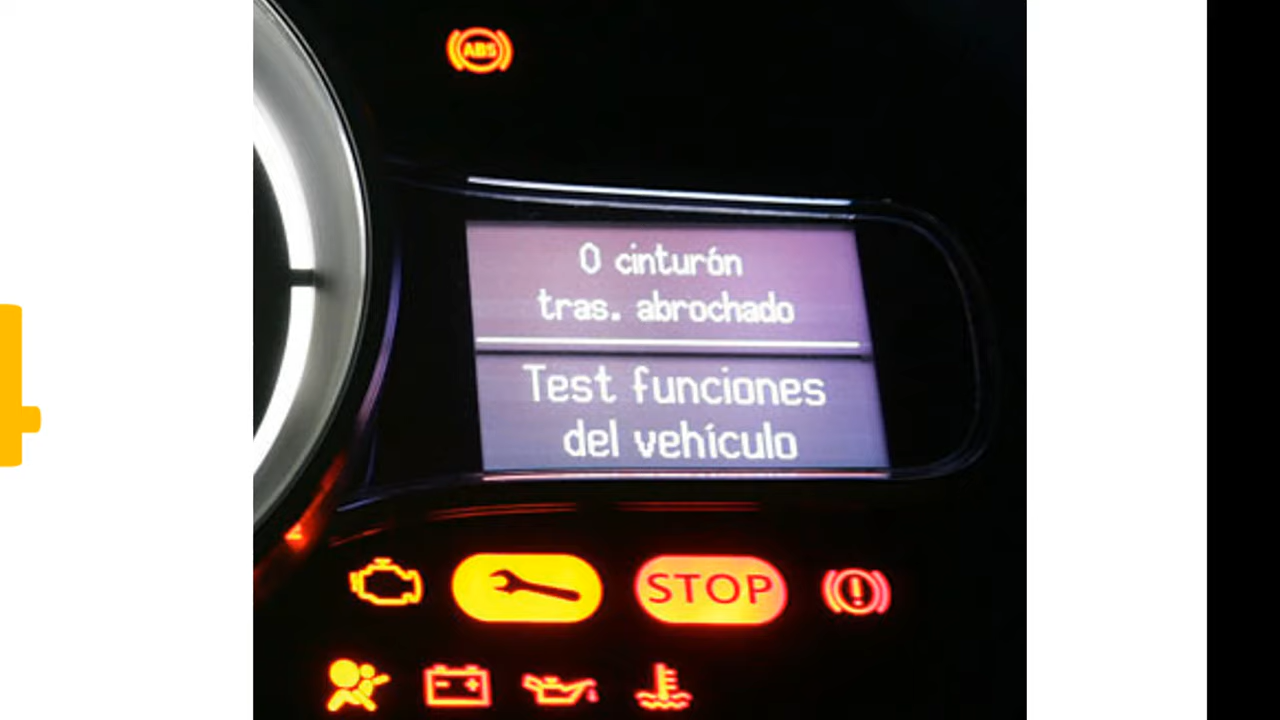 ABS
0 cinturón
tras. abrochado
Test funciones
del vehículo
STOP